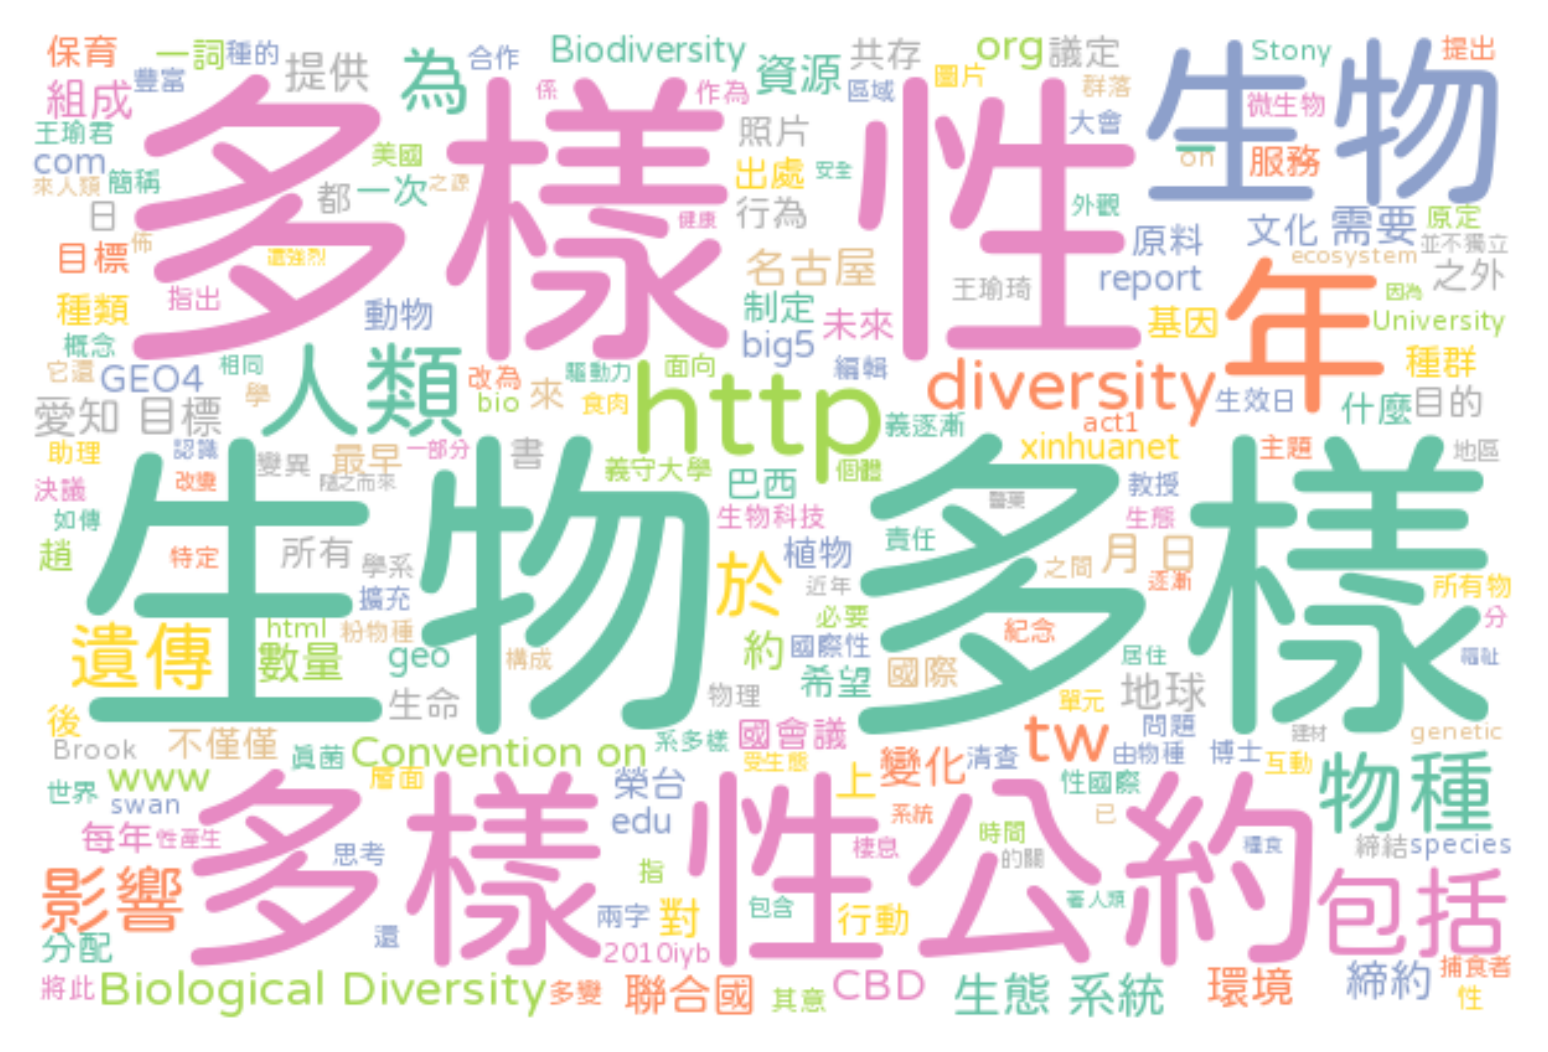 保育 一詞 種的 提供 為 合作 Biodiversity 資源 共存 org 議定 生物 Stony 提出
組成 豐富 多樣 係 作為 區域 性 圖片 群落 微生物
王瑜君 美國 照片 大會
com 簡稱 都 一次 之源 出處 安全 on 服務
來人類 日 健康 行為 外觀 文化 需要 原定
目標 佈 還強烈 名古屋 原料 ecosystem 並不獨立
種類 指出 動物 制定 未來 王瑜琦 report 年 因為 之外
概念 相同 big5 基因 University
它還 GEO4 學 人類 改為 來 驅動力 面向 編輯 diversity 生效日 種群
愛知 目標 bio 食肉 http 義逐漸 act1 什麼 目的
助理 認識 變異 最早 一部分 書 義守大學 個體 xinhuanet 主題 地區
決議 改變 隨之而來 巴西 醫藥 教授
如傳 生物 生物科技 多樣 生態
趙 特定 所有 學系 植物 責任 月 日
擴充 於 近年 之間 逐漸 所有物
遺傳 html 粉物種 必要 紀念 分
數量 geo 構成 約 國際性 居住 福祉
生命 物理 希望 國際 地球
後 單元 問題
Brook 不僅僅 真菌 Convention on 系多樣 國會議 tw 建材 genetic
世界 www 層面 受生態 上 變化 清查 由物種 博士 互動 物種
swan 榮台 性國際
每年 性產生 多樣 edu 性 系統 公約 已
思考 棲息 時間 的關 種食 締結 species
影響 指 著人類 包括
分配 還 兩字 對 包含 行動
2010iyb
將此 Biological Diversity 多變 聯合國 其意 CBD 生態 系統 環境 締約 捕食者
性